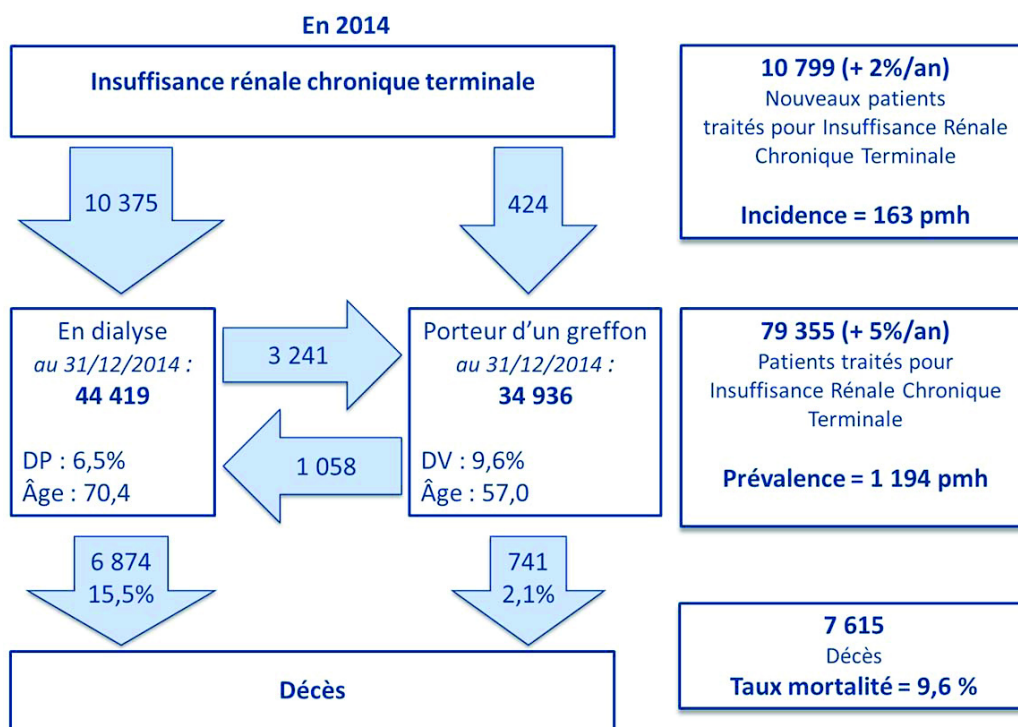 En 2014
Insuffisance rénale chronique terminale
10 799 (+ 2%/an)
Nouveaux patients
traités pour Insuffisance Rénale
Chronique Terminale
Incidence = 163 pmh
10 375
424
En dialyse
au 31/12/2014 :
44 419
DP : 6,5%
Âge : 70,4
3 241
1 058
Porteur d'un greffon
au 31/12/2014 :
34 936
DV : 9,6%
Âge : 57,0
79 355 (+ 5%/an)
Patients traités pour
Insuffisance Rénale Chronique
Terminale
Prévalence = 1 194 pmh
6 874
15,5%
741
2,1%
Décès
7 615
Décès
Taux mortalité = 9,6 %